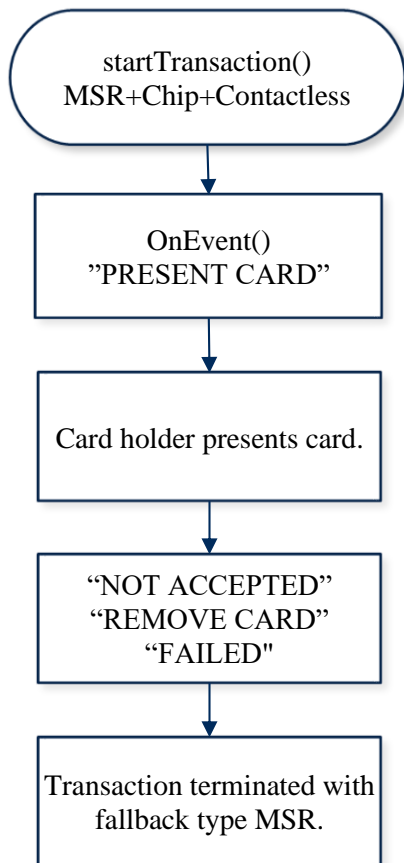 startTransaction()
MSR+Chip+Contactless
OnEvent()
”PRESENT CARD”
Card holder presents card.
“NOT ACCEPTED”
“REMOVE CARD”
“FAILED"
Transaction terminated with
fallback type MSR.